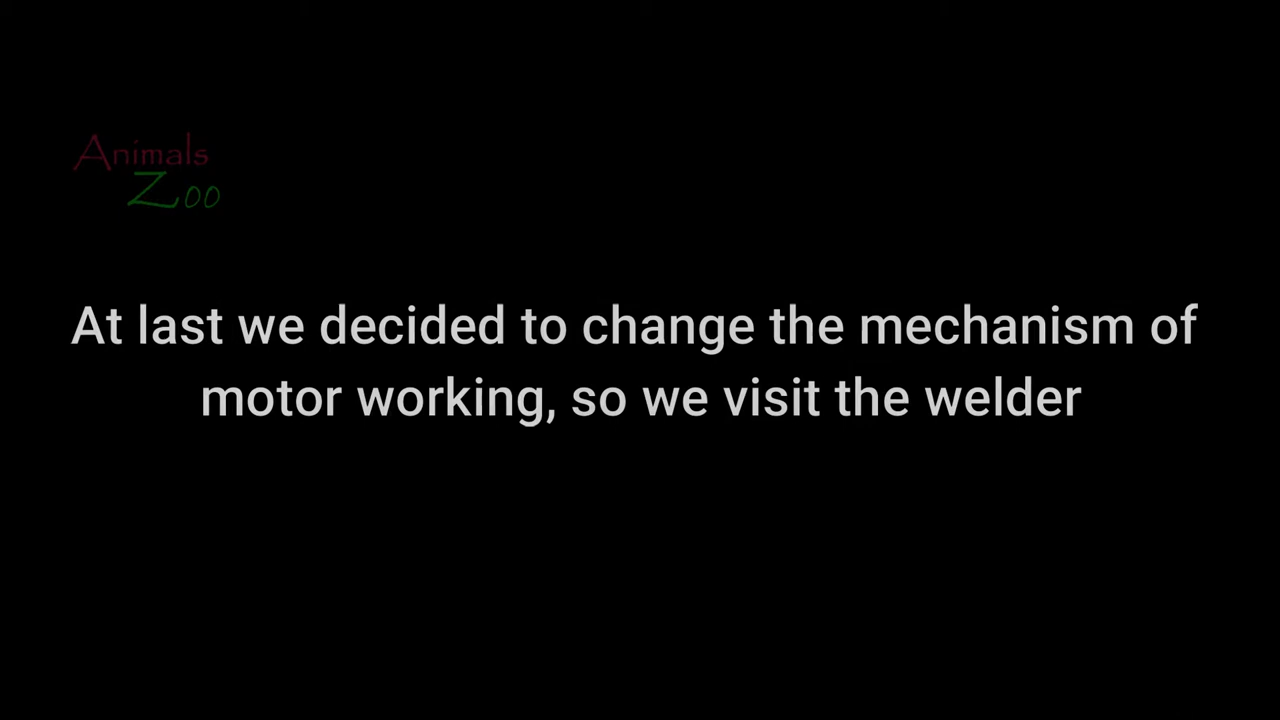 Animals
Zoo
At last we decided to change the mechanism of
motor working, so we visit the welder